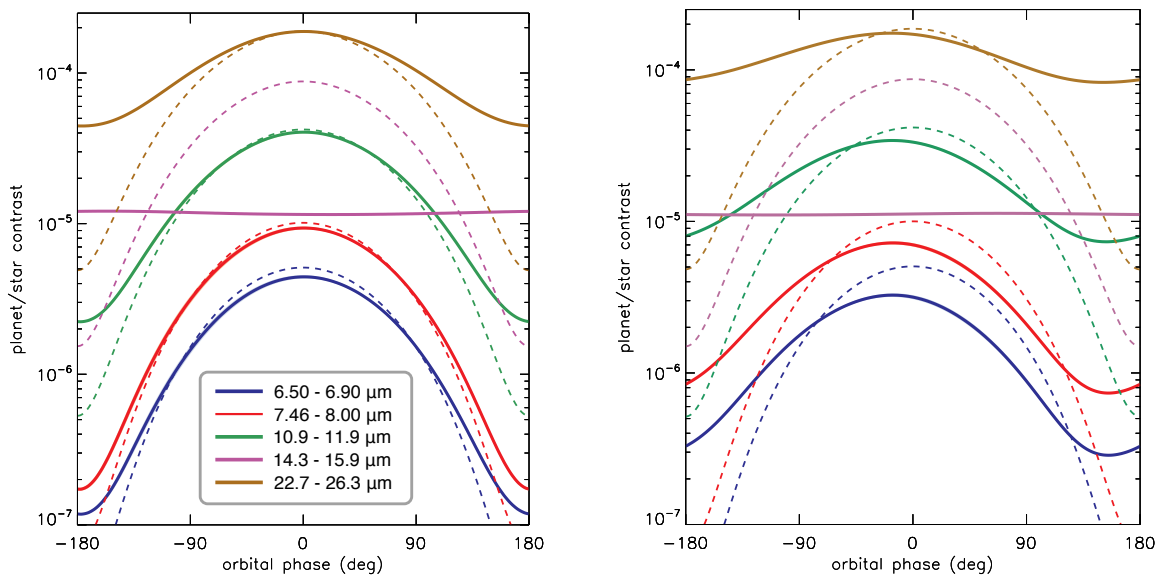 planet/star contrast
10⁻⁴
10⁻⁵
10⁻⁶
10⁻⁷
6.50 - 6.90 µm
7.46 - 8.00 µm
10.9 - 11.9 µm
14.3 - 15.9 µm
22.7 - 26.3 µm
−180 −90 0 90 180
orbital phase (deg)
planet/star contrast
10⁻⁴
10⁻⁵
10⁻⁶
10⁻⁷
−180 −90 0 90 180
orbital phase (deg)